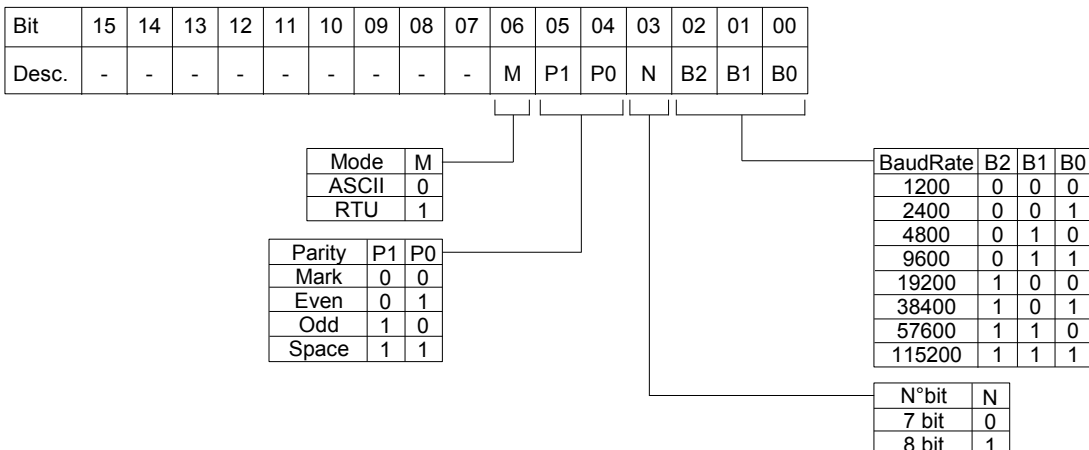 Bit 15 14 13 12 11 10 09 08 07 06 05 04 03 02 01 00
Desc. - - - - - - - - - M P1 P0 N B2 B1 B0
Mode M
ASCII 0
RTU 1
Parity P1 P0
Mark 0 0
Even 0 1
Odd 1 0
Space 1 1
BaudRate B2 B1 B0
1200 0 0 0
2400 0 0 1
4800 0 1 0
9600 0 1 1
19200 1 0 0
38400 1 0 1
57600 1 1 0
115200 1 1 1
N°bit N
7 bit 0
8 bit 1